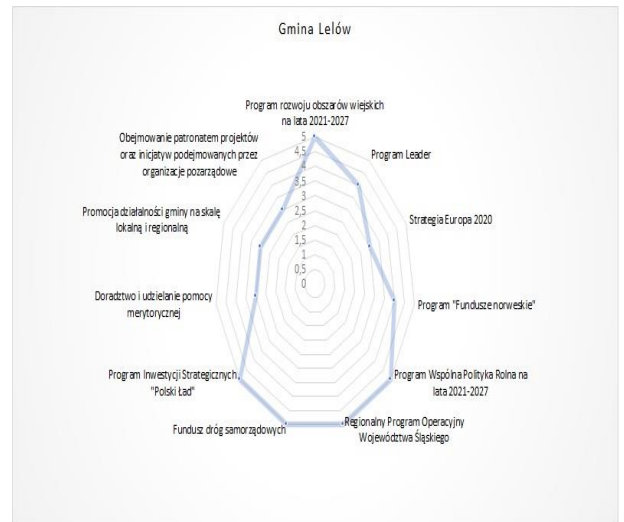 Gmina Lelów
Program rozwoju obszarów wiejskich
na lata 2021-2027
Obejmowanie patronatem projektów
oraz inicjatyw podejmowanych przez
organizacje pozarządowe
Program Leader
Promocja działalności gminy na skalę
lokalną i regionalną
Strategia Europa 2020
Doradztwo i udzielanie pomocy
merytorycznej
Program "Fundusze norweskie"
Program Inwestycji Strategicznych
"Polski Ład"
Program Wspólna Polityka Rolna na
lata 2021-2027
Fundusz dróg samorządowych
Regionalny Program Operacyjny
Województwa Śląskiego
5
4,5
4
3,5
3
2,5
2
1,5
1
0,5
0